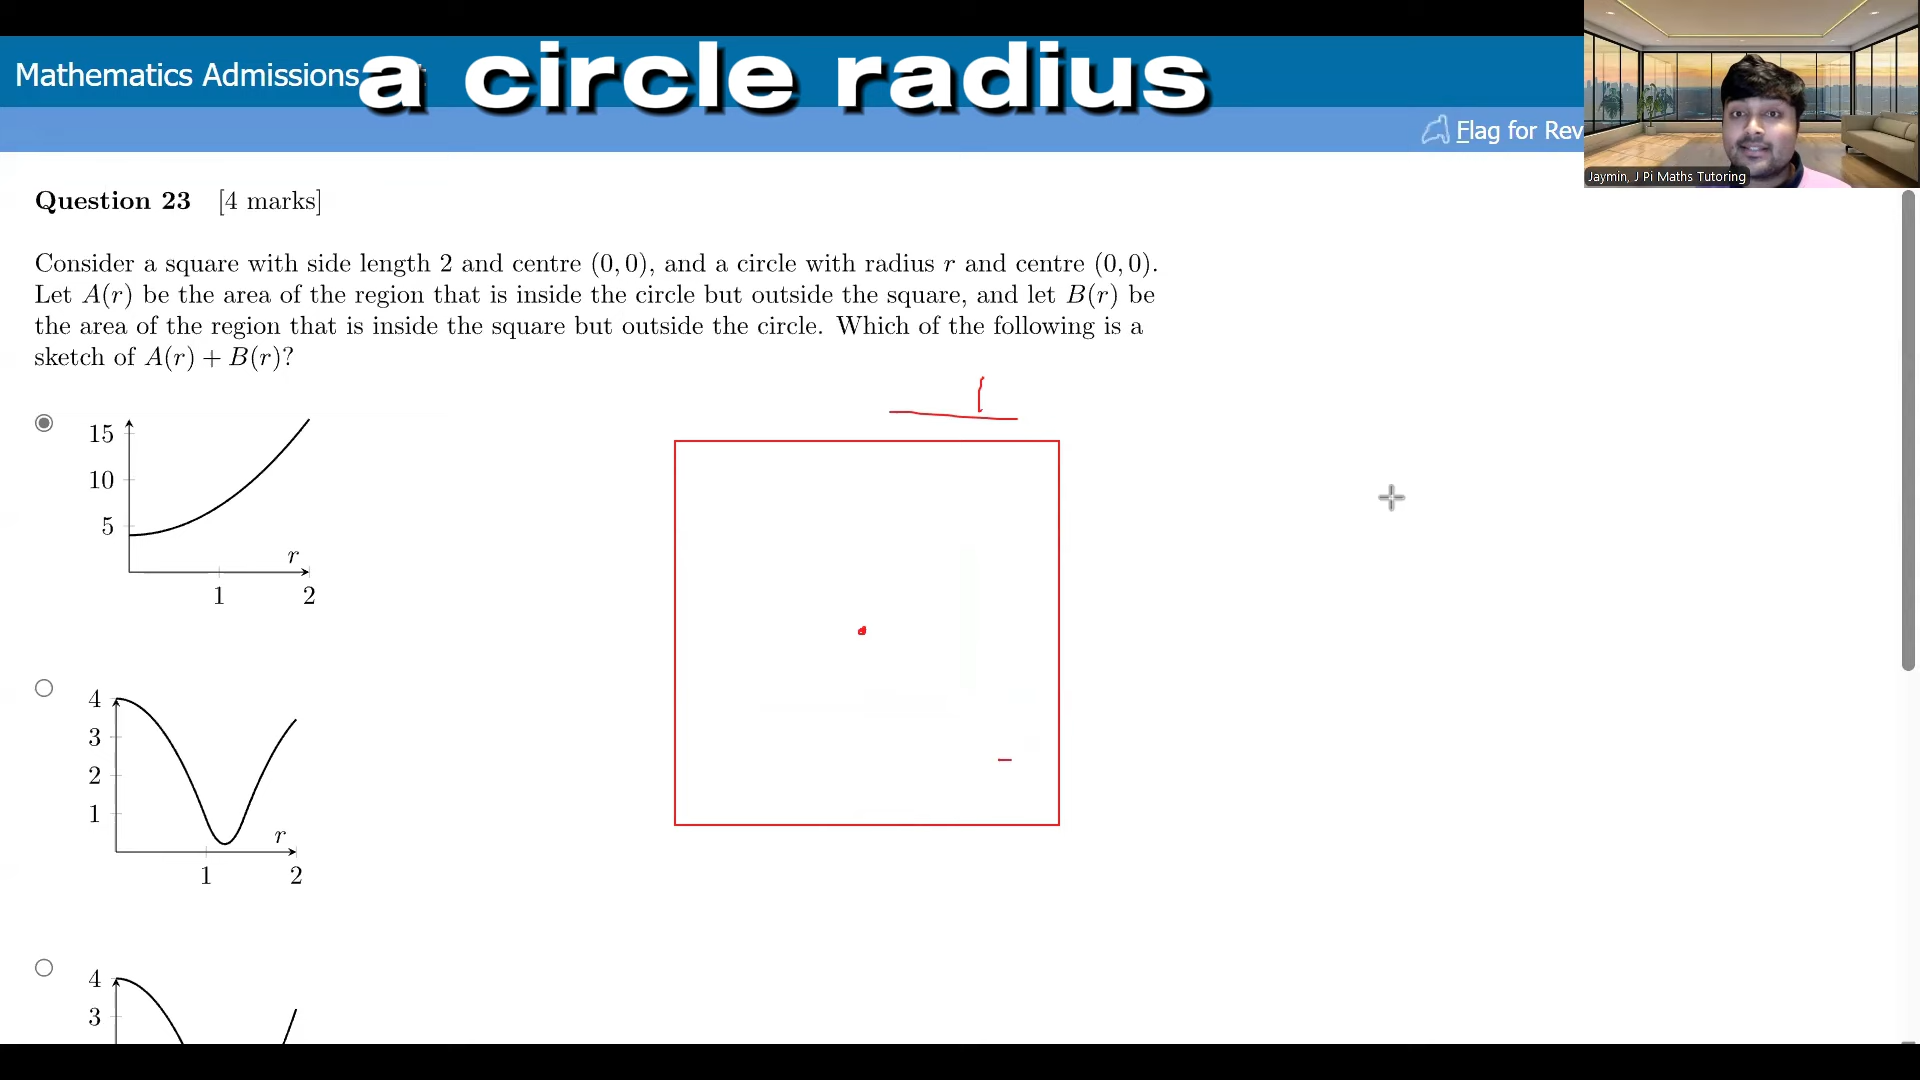 Mathematics Admissions
a circle radius
Flag for Rev
Jaymin, J Pi Maths Tutoring
Question 23 [4 marks]
Consider a square with side length 2 and centre (0, 0), and a circle with radius r and centre (0, 0).
Let A(r) be the area of the region that is inside the circle but outside the square, and let B(r) be
the area of the region that is inside the square but outside the circle. Which of the following is a
sketch of A(r) + B(r)?
15
10
5
r
1 2
4
3
2
1
r
1 2
4
3